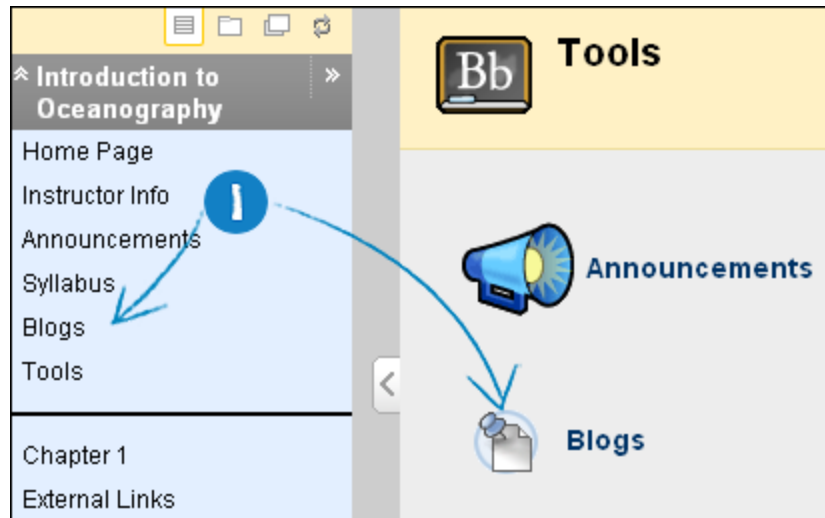 Introduction to
Oceanography
Home Page
Instructor Info
Announcements
Syllabus
Blogs
Tools
Chapter 1
External Links
1
Bb
Tools
Announcements
Blogs